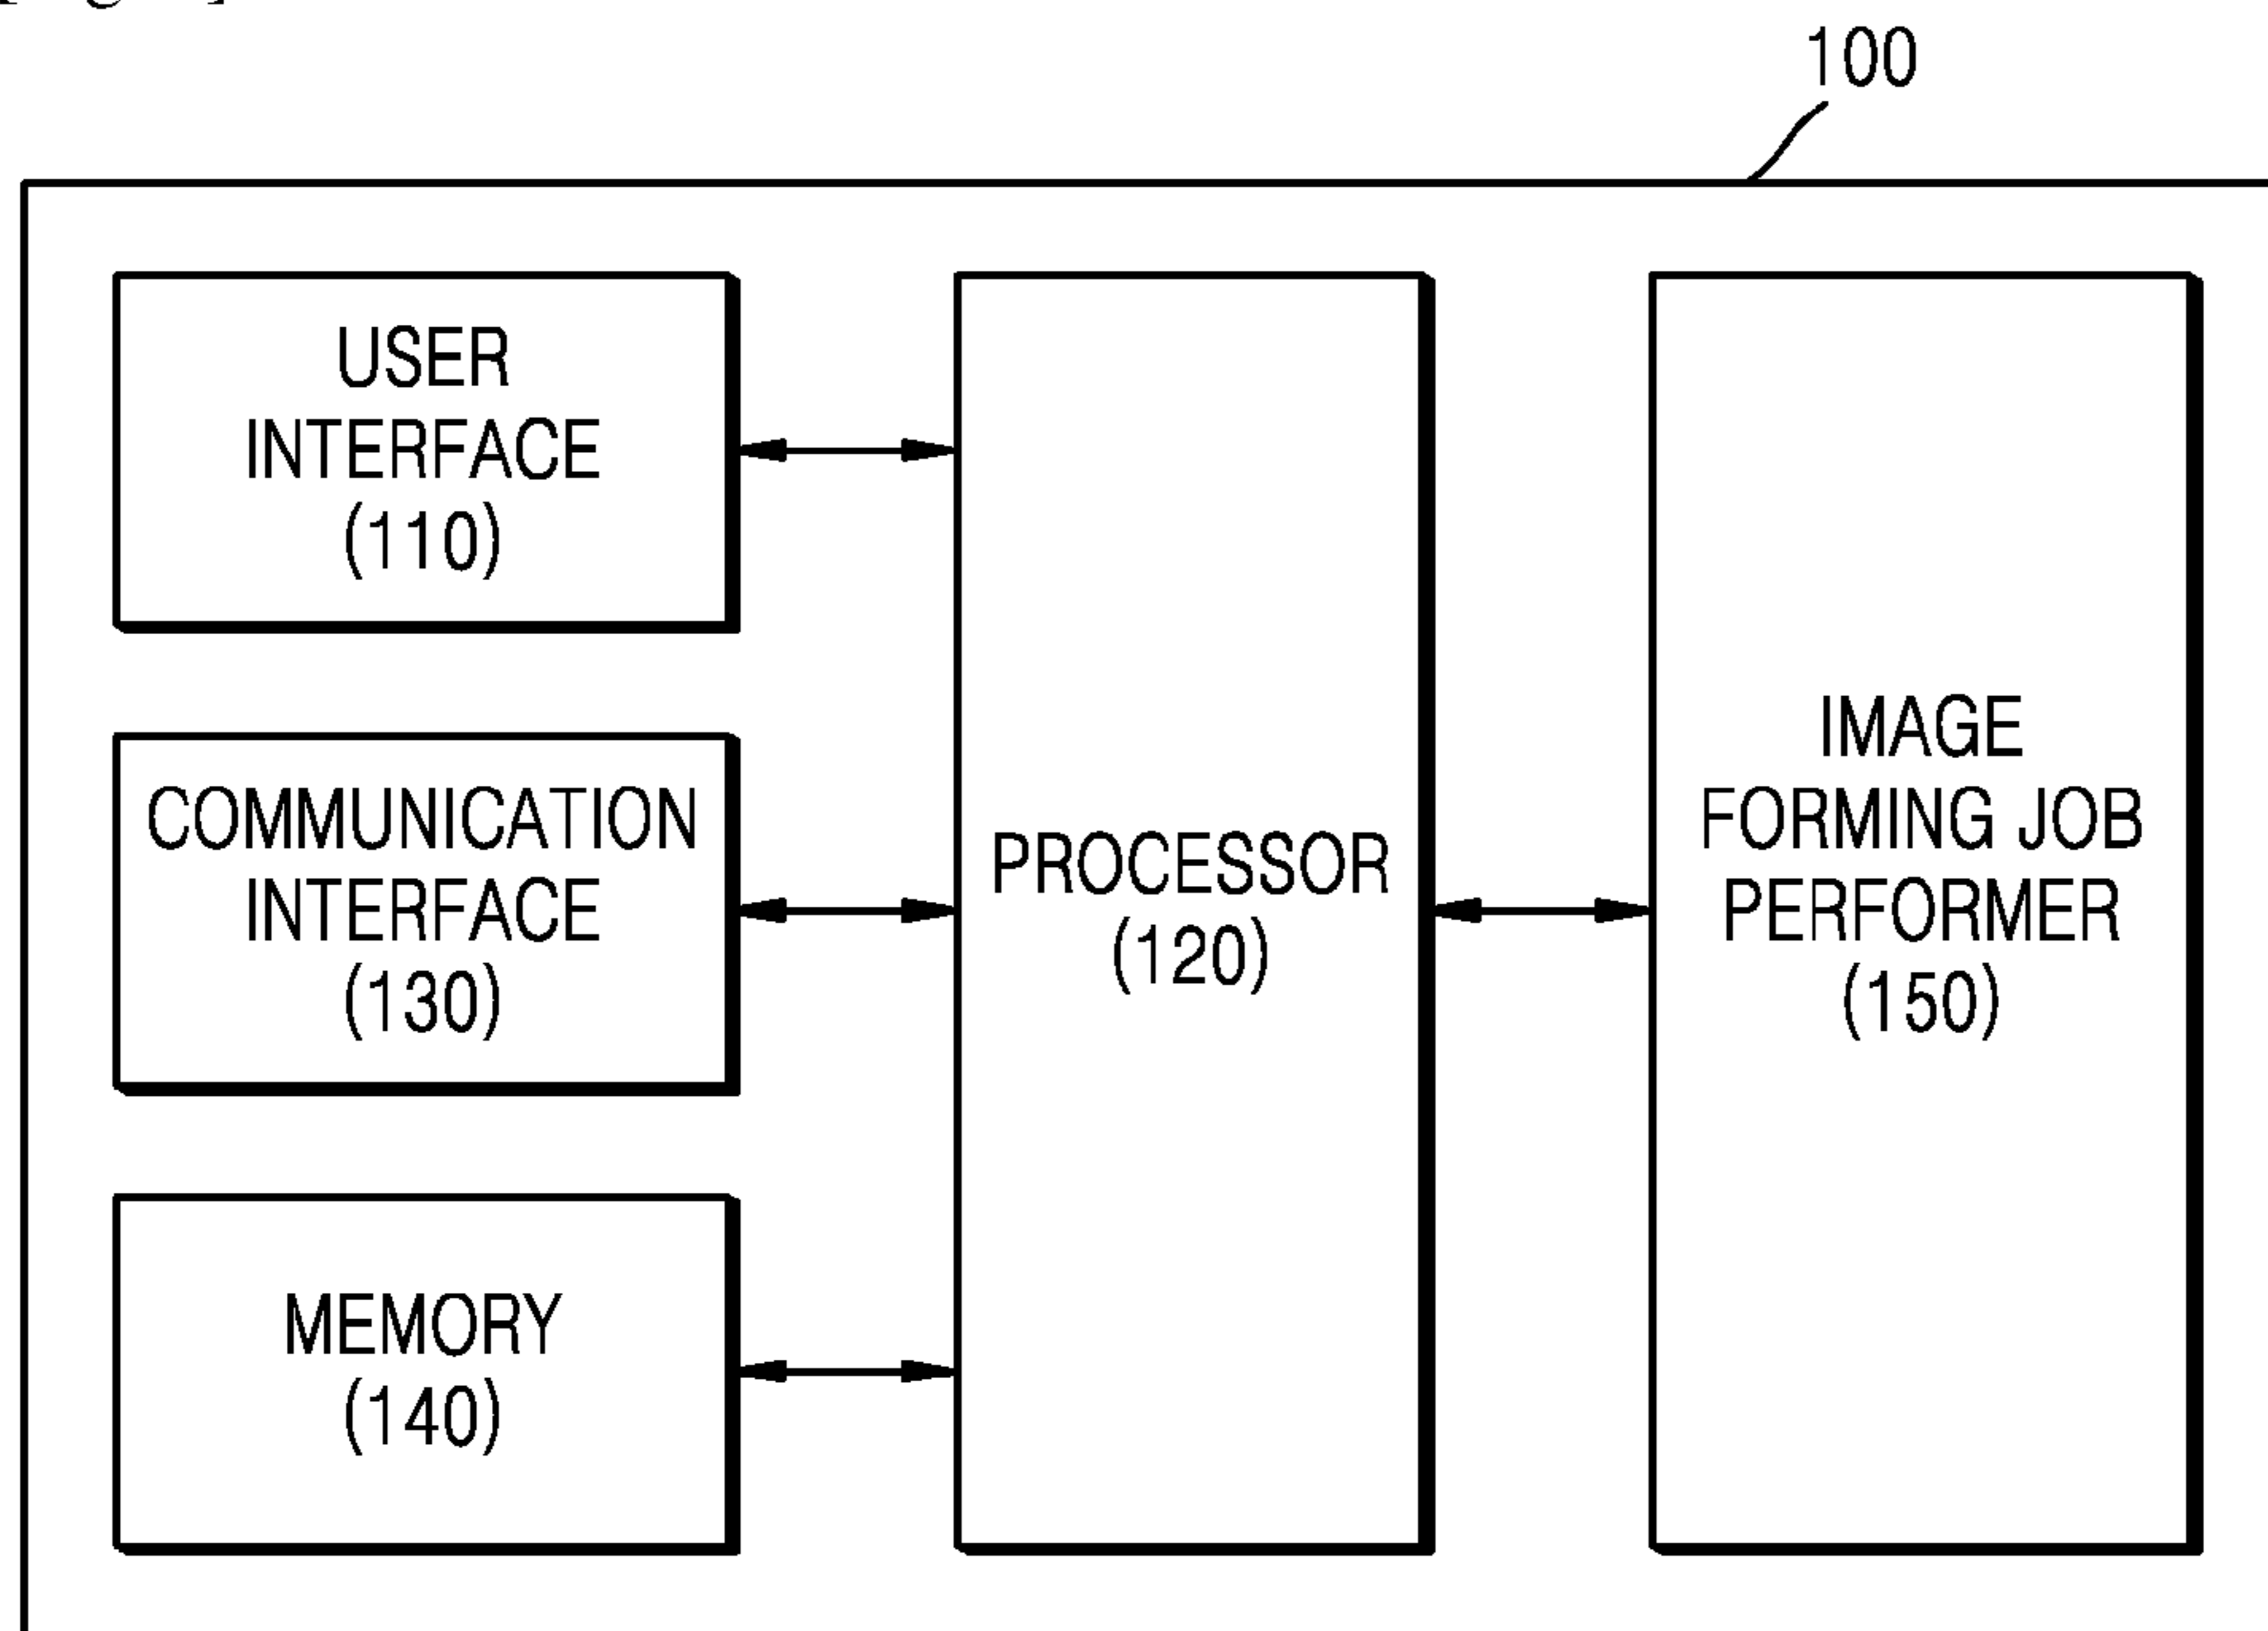 100
USER
INTERFACE
(110)
COMMUNICATION
INTERFACE
(130)
MEMORY
(140)
PROCESSOR
(120)
IMAGE
FORMING JOB
PERFORMER
(150)